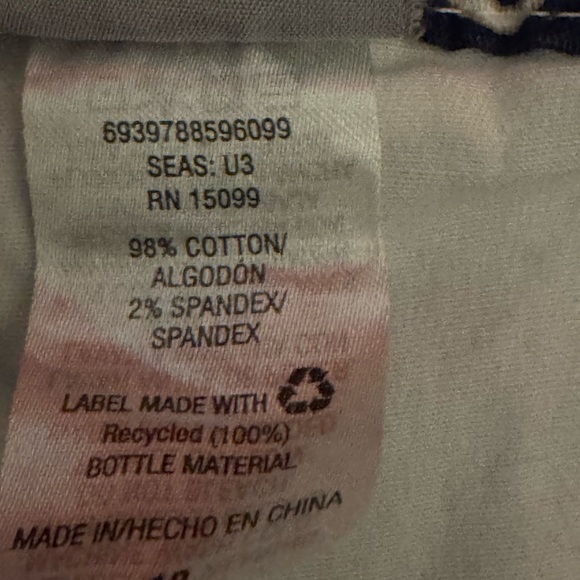 6939788596099
SEAS: U3
RN 15099
98% COTTON/
ALGODÓN
2% SPANDEX/
SPANDEX
LABEL MADE WITH
Recycled (100%)
BOTTLE MATERIAL
MADE IN/HECHO EN CHINA